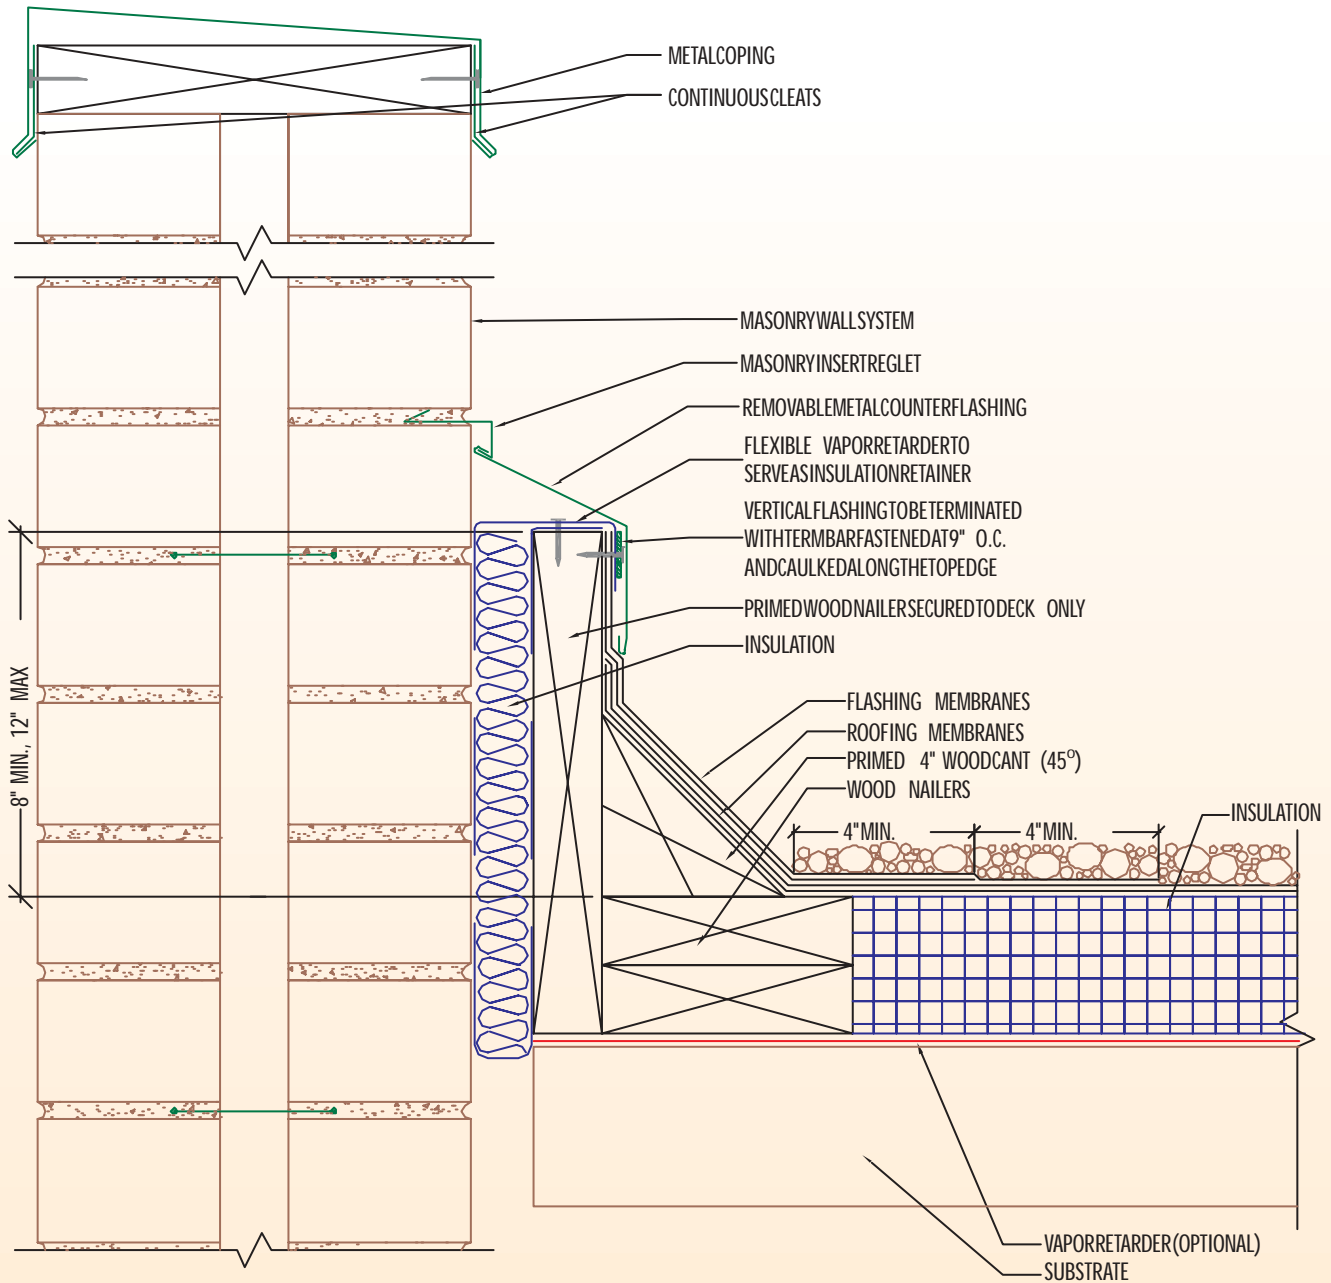 METALCOPING
CONTINUOUSCLEATS
MASONRYWALLSYSTEM
MASONRYINSERTREGLET
REMOVABLEMETALCOUNTERFLASHING
FLEXIBLE VAPORRETARDERTO
SERVEASINSULATIONRETAINER
VERTICALFLASHINGTOBETERMINATED
WITHTERMBARFASTENEDAT9" O.C.
ANDCAULKEDALONGTHETOPEDGE
PRIMEDWOODNAILERSECUREDTODECK ONLY
INSULATION
8" MIN., 12" MAX
FLASHING MEMBRANES
ROOFING MEMBRANES
PRIMED 4" WOODCANT (45°)
WOOD NAILERS
INSULATION
4"MIN.
4"MIN.
VAPORRETARDER(OPTIONAL)
SUBSTRATE